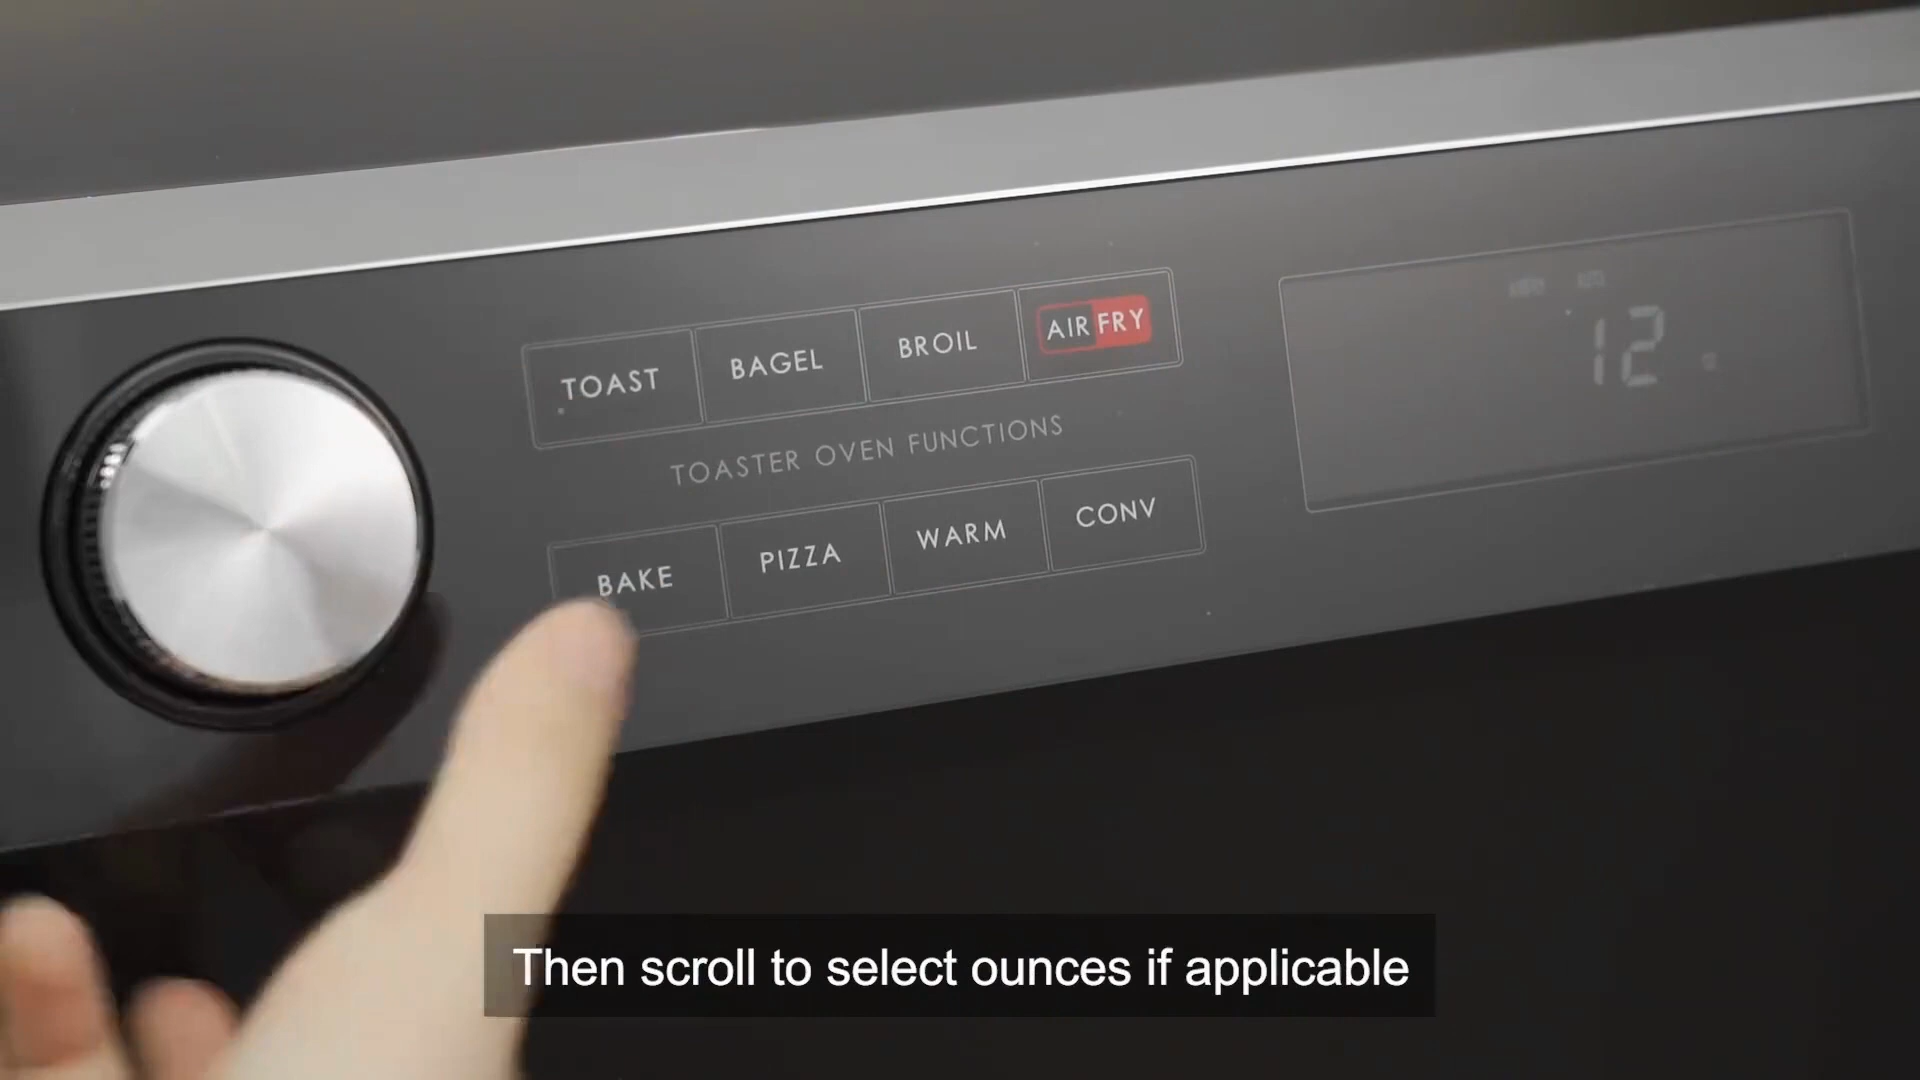 TOAST
BAGEL
BROIL
AIR FRY
TOASTER OVEN FUNCTIONS
BAKE
PIZZA
WARM
CONV
12
Then scroll to select ounces if applicable